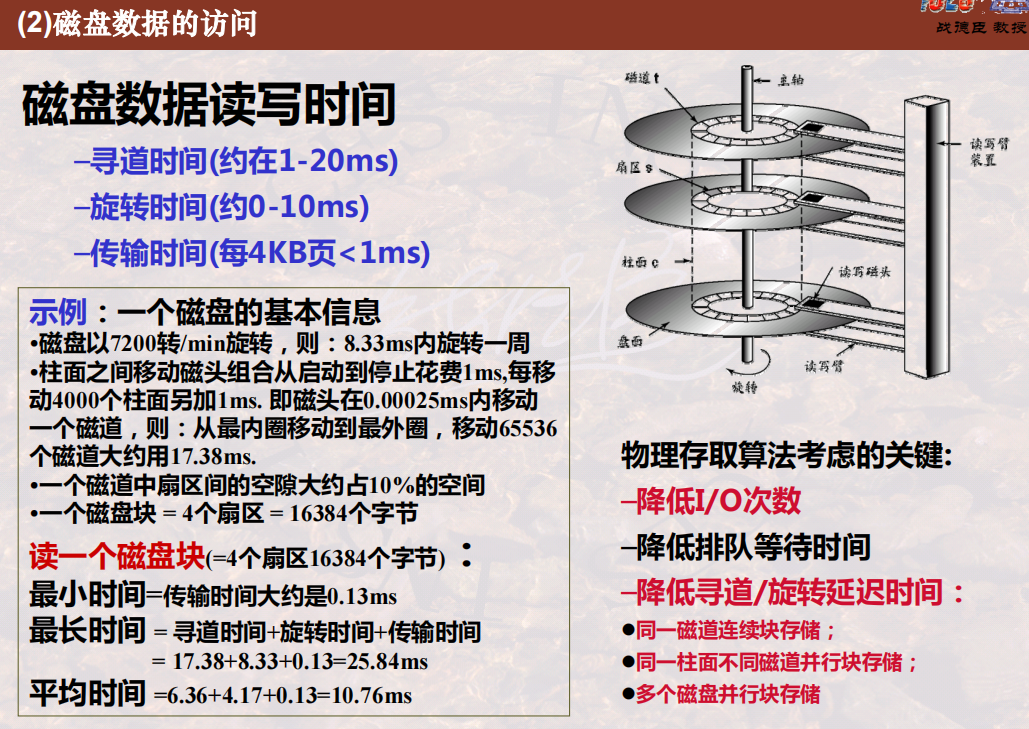 (2)磁盘数据的访问
战德臣 教授
磁盘数据读写时间
–寻道时间(约在1-20ms)
–旋转时间(约0-10ms)
–传输时间(每4KB页<1ms)
示例：一个磁盘的基本信息
•磁盘以7200转/min旋转，则：8.33ms内旋转一周
•柱面之间移动磁头组合从启动到停止花费1ms,每移
动4000个柱面另加1ms. 即磁头在0.00025ms内移动
一个磁道，则：从最内圈移动到最外圈，移动65536
个磁道大约用17.38ms.
•一个磁道中扇区间的空隙大约占10%的空间
•一个磁盘块 = 4个扇区 = 16384个字节
读一个磁盘块(=4个扇区16384个字节) ：
最小时间=传输时间大约是0.13ms
最长时间 = 寻道时间+旋转时间+传输时间
= 17.38+8.33+0.13=25.84ms
平均时间 =6.36+4.17+0.13=10.76ms
磁道 t
主轴
扇区 s
读写臂
装置
柱面 c
读写磁头
盘面
读写臂
旋转
物理存取算法考虑的关键:
–降低I/O次数
–降低排队等待时间
–降低寻道/旋转延迟时间：
●同一磁道连续块存储；
●同一柱面不同磁道并行块存储；
●多个磁盘并行块存储